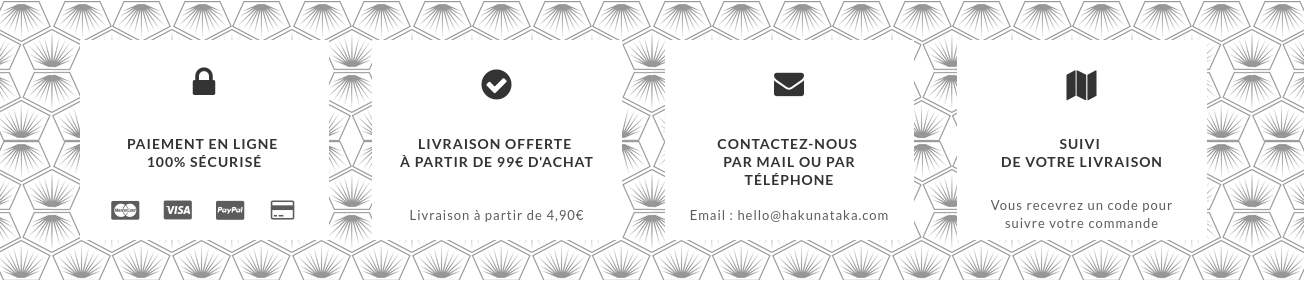 PAIEMENT EN LIGNE
100% SÉCURISÉ
MasterCard
VISA
PayPal
LIVRAISON OFFERTE
À PARTIR DE 99€ D'ACHAT
Livraison à partir de 4,90€
CONTACTEZ-NOUS
PAR MAIL OU PAR
TÉLÉPHONE
Email : hello@hakunataka.com
SUIVI
DE VOTRE LIVRAISON
Vous recevrez un code pour
suivre votre commande